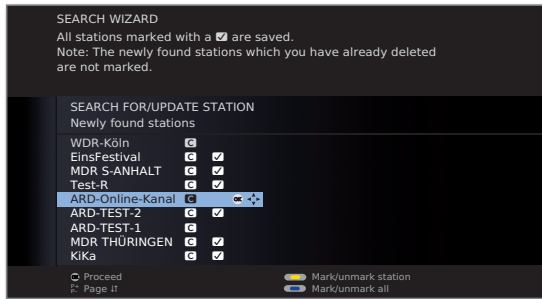 SEARCH WIZARD
All stations marked with a ☑ are saved.
Note: The newly found stations which you have already deleted
are not marked.
SEARCH FOR/UPDATE STATION
Newly found stations
WDR-Köln C
EinsFestival C ☑
MDR S-ANHALT C ☑
Test-R C ☑
ARD-Online-Kanal C OK
ARD-TEST-2 C ☑
ARD-TEST-1 C
MDR THÜRINGEN C ☑
KiKa C ☑
OK Proceed
Mark/unmark station
P+ P- Page ↓↑
Mark/unmark all